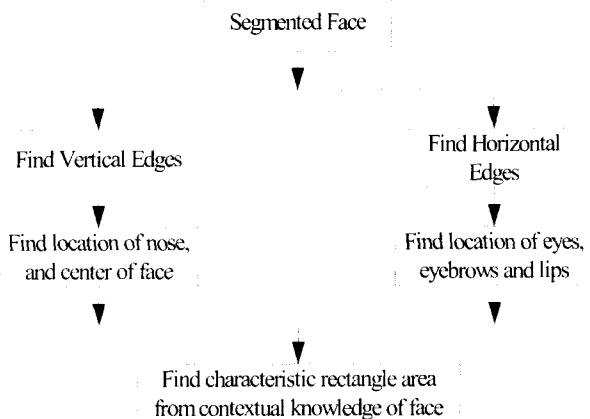 Segmented Face
Find Vertical Edges
Find Horizontal
Edges
Find location of nose,
and center of face
Find location of eyes,
eyebrows and lips
Find characteristic rectangle area
from contextual knowledge of face